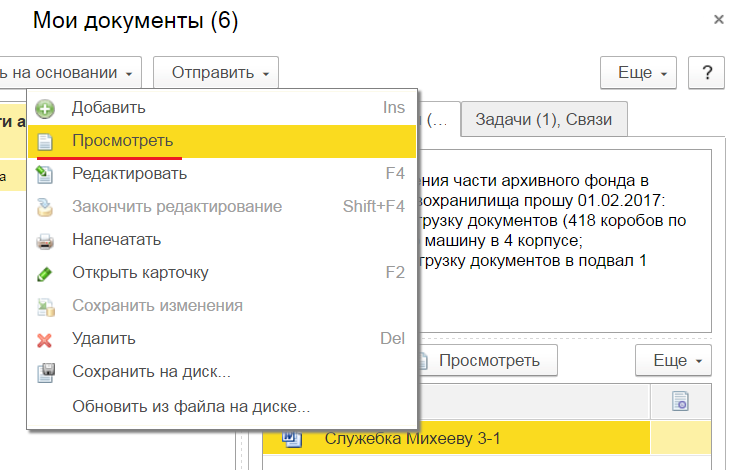 Мои документы (6)
×
ь на основании
Отправить
Еще
?
ти а
а
(...
Задачи (1), Связи
Добавить Ins
Просмотреть
Редактировать F4
Закончить редактирование Shift+F4
Напечатать
Открыть карточку F2
Сохранить изменения
Удалить Del
Сохранить на диск...
Обновить из файла на диске...
ния части архивного фонда в
вохранилища прошу 01.02.2017:
грузку документов (418 коробов по
машину в 4 корпусе;
грузку документов в подвал 1
Просмотреть
Еще
Служебка Михееву 3-1